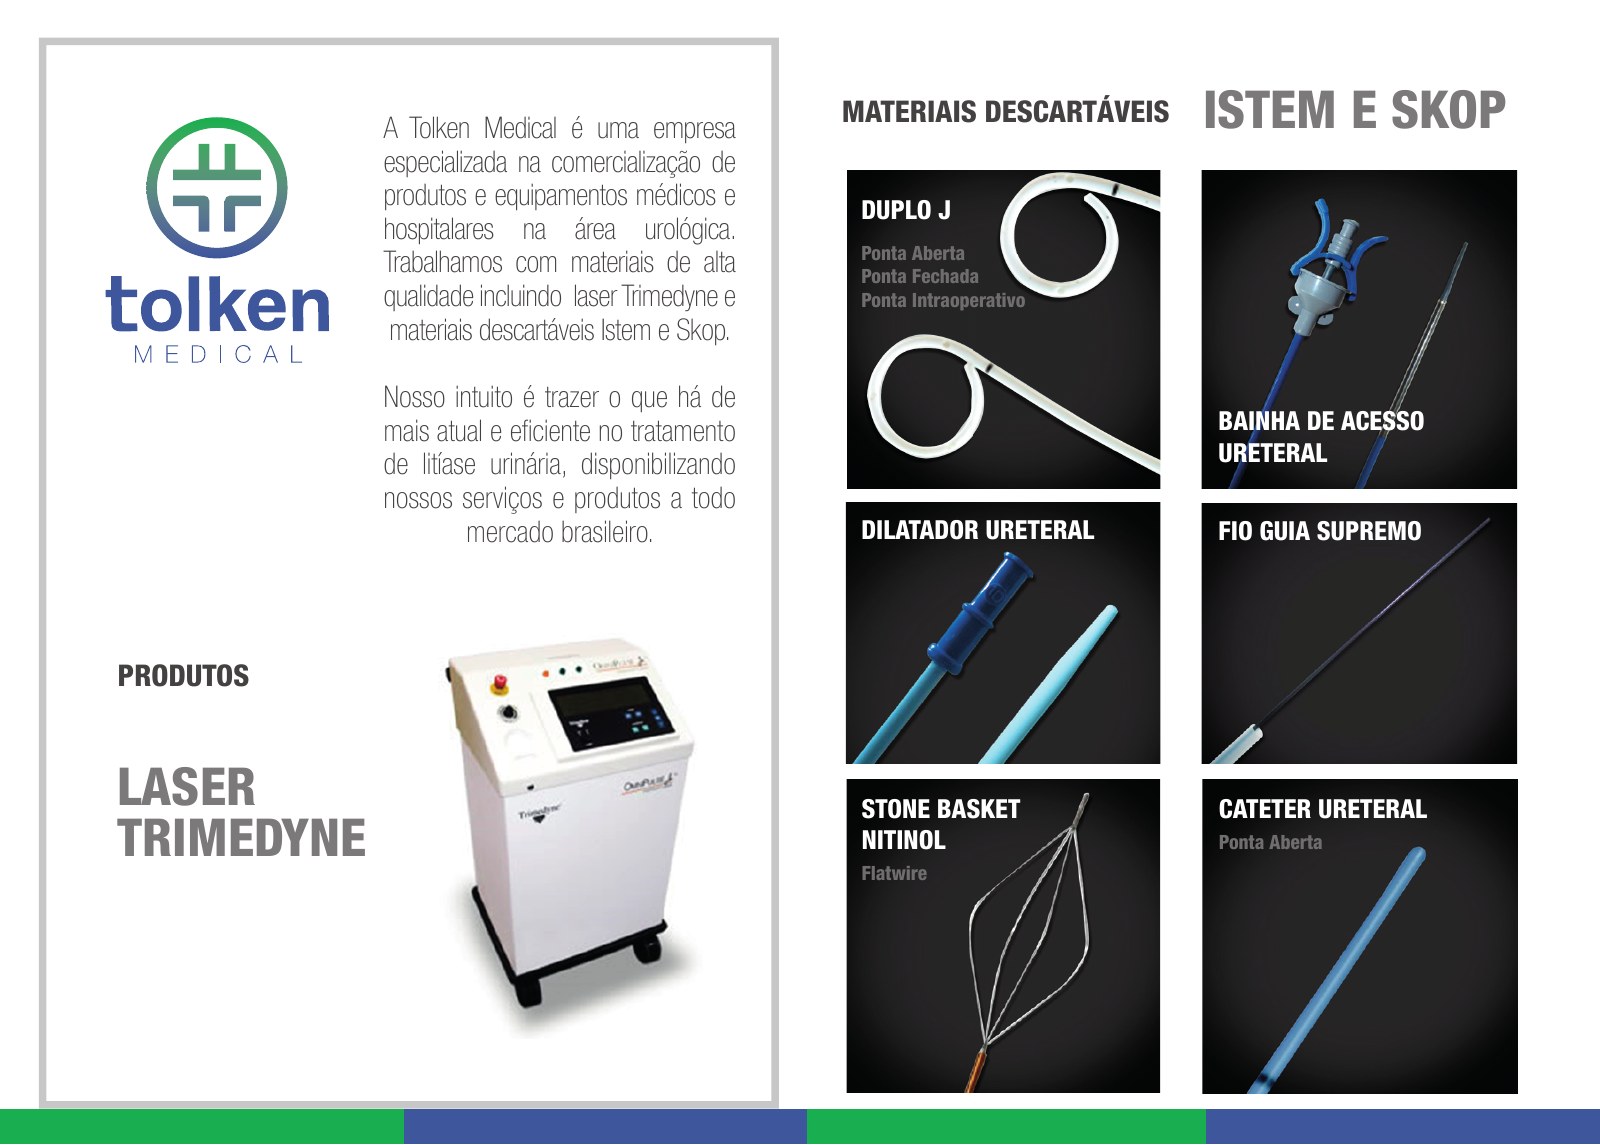 tolken
MEDICAL
A Tolken Medical é uma empresa
especializada na comercialização de
produtos e equipamentos médicos e
hospitalares na área urológica.
Trabalhamos com materiais de alta
qualidade incluindo laser Trimedyne e
materiais descartáveis Istem e Skop.
Nosso intuito é trazer o que há de
mais atual e eficiente no tratamento
de litíase urinária, disponibilizando
nossos serviços e produtos a todo
mercado brasileiro.
PRODUTOS
LASER
TRIMEDYNE
OmniPulse
OmniPulse
Trimedyne
MATERIAIS DESCARTÁVEIS ISTEM E SKOP
DUPLO J
Ponta Aberta
Ponta Fechada
Ponta Intraoperativo
BAINHA DE ACESSO
URETERAL
DILATADOR URETERAL
FIO GUIA SUPREMO
STONE BASKET
NITINOL
Flatwire
CATETER URETERAL
Ponta Aberta